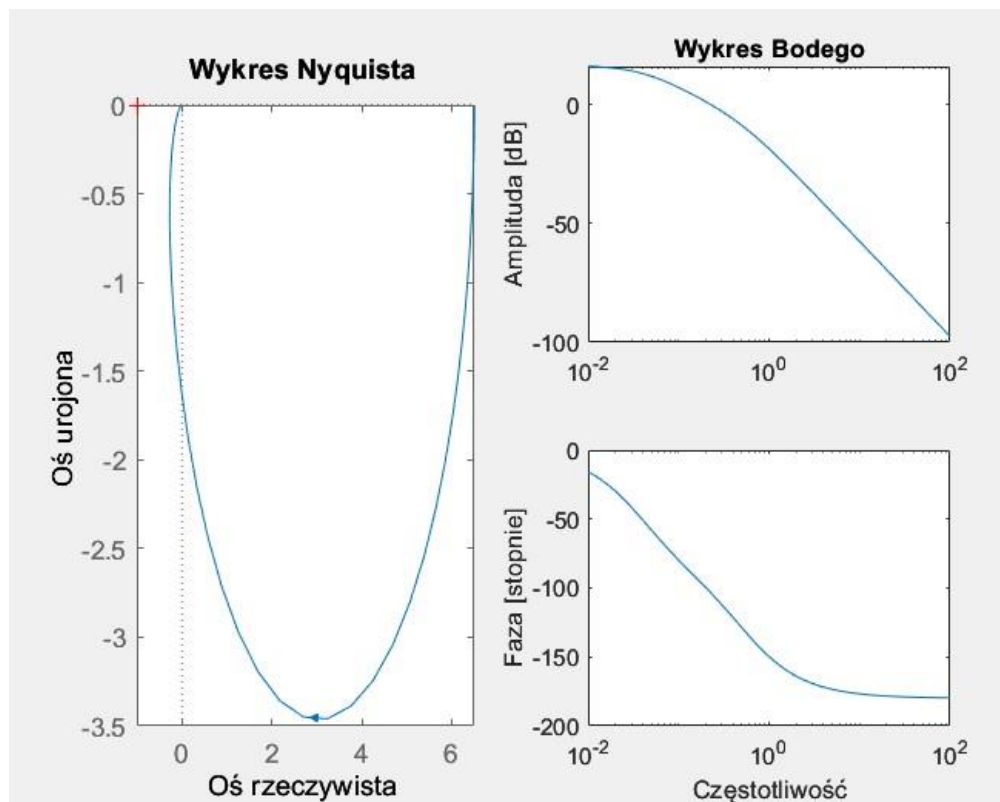 Wykres Nyquista
0
-0.5
-1
-1.5
-2
-2.5
-3
-3.5
0 2 4 6
Oś urojona
Oś rzeczywista
Wykres Bodego
0
-50
-100
10^-2 10^0 10^2
Amplituda [dB]
0
-50
-100
-150
-200
10^-2 10^0 10^2
Faza [stopnie]
Częstotliwość